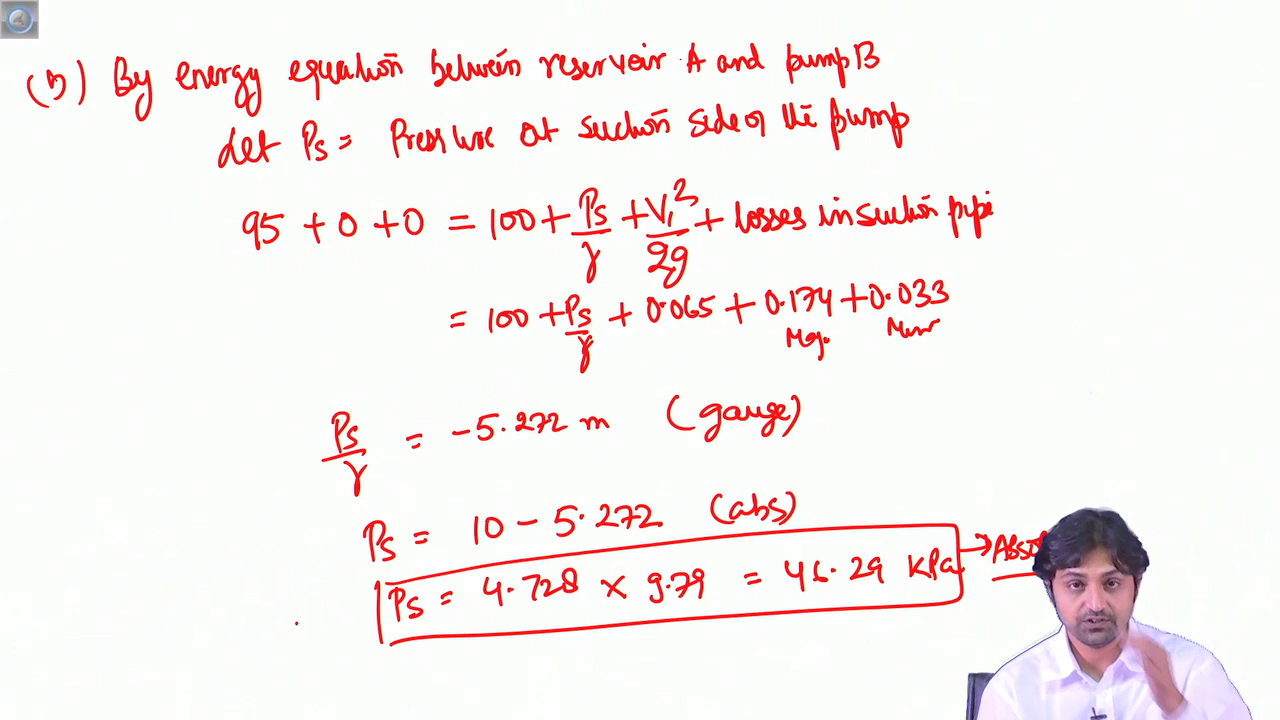 (b) By energy equation between reservoir A and pump B
Let Ps = Pressure at suction side of the pump
95 + 0 + 0 = 100 + Ps/γ + V₁²/2g + losses in suction pipe
= 100 + Ps/γ + 0.065 + 0.174 + 0.033
Maj. Minor
Ps/γ = -5.272 m (gauge)
Ps = 10 - 5.272 (abs)
Ps = 4.728 × 9.79 = 46.29 KPa. →